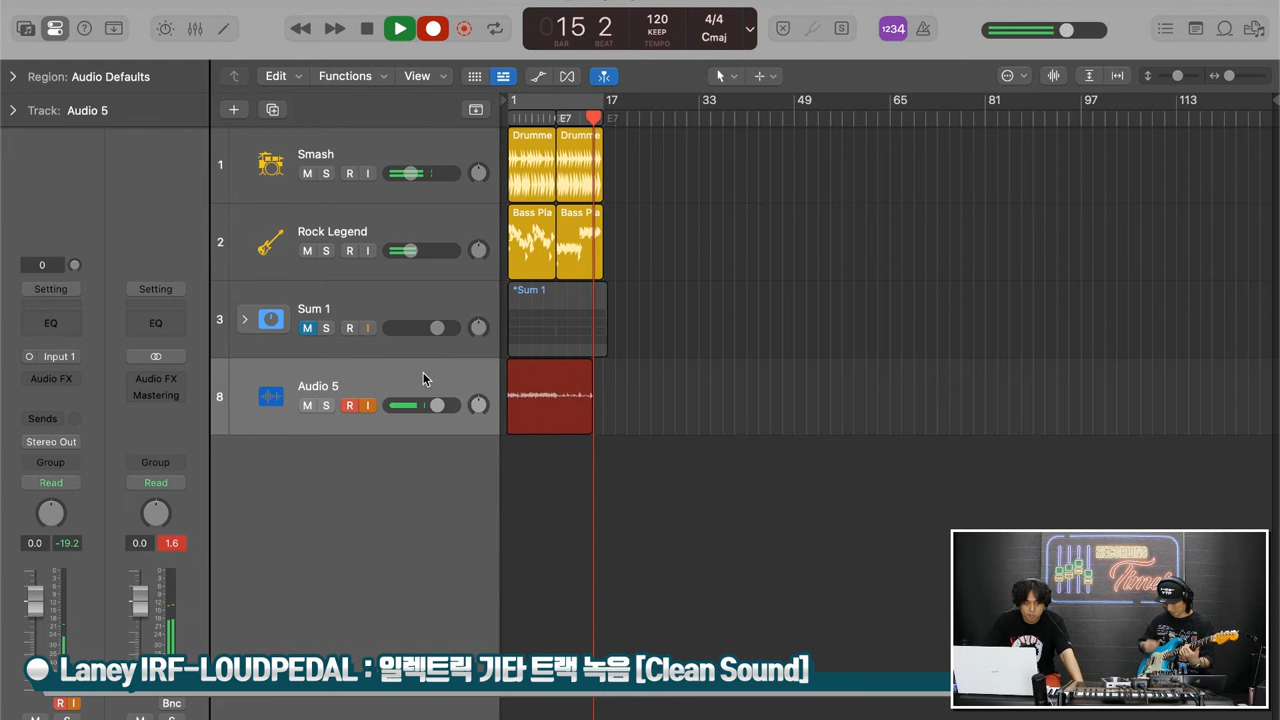 15 2
BAR BEAT
120
KEEP
TEMPO
4/4
Cmaj
1234
S
Region: Audio Defaults
Edit
Functions
View
Track: Audio 5
1 17 33 49 65 81 97 113
E7 E7
1
Smash
M S R I
Drumme Drumme
2
Rock Legend
M S R I
Bass Pla Bass Pla
3
Sum 1
M S R I
*Sum 1
8
Audio 5
M S R I
0
Setting Setting
EQ EQ
Input 1
Audio FX Audio FX
Mastering
Sends
Stereo Out
Group Group
Read Read
0.0 -19.2 0.0 1.6
RECORDING
Time
Laney IRF-LOUDPEDAL : 일렉트릭 기타 트랙 녹음 [Clean Sound]
R I Bnc
M S M